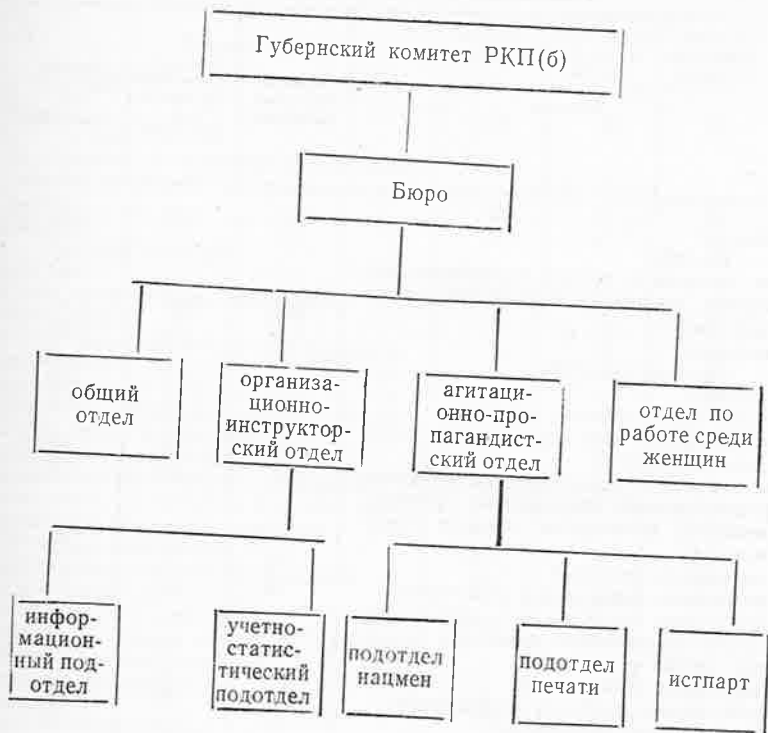 Губернский комитет РКП(б)
Бюро
общий
отдел
организа-
ционно-
инструктор-
ский отдел
агитаци-
онно-про-
пагандист-
ский отдел
отдел по
работе среди
женщин
инфор-
мацион-
ный под-
отдел
учетно-
статис-
тический
подотдел
подотдел
нацмен
подотдел
печати
истпарт